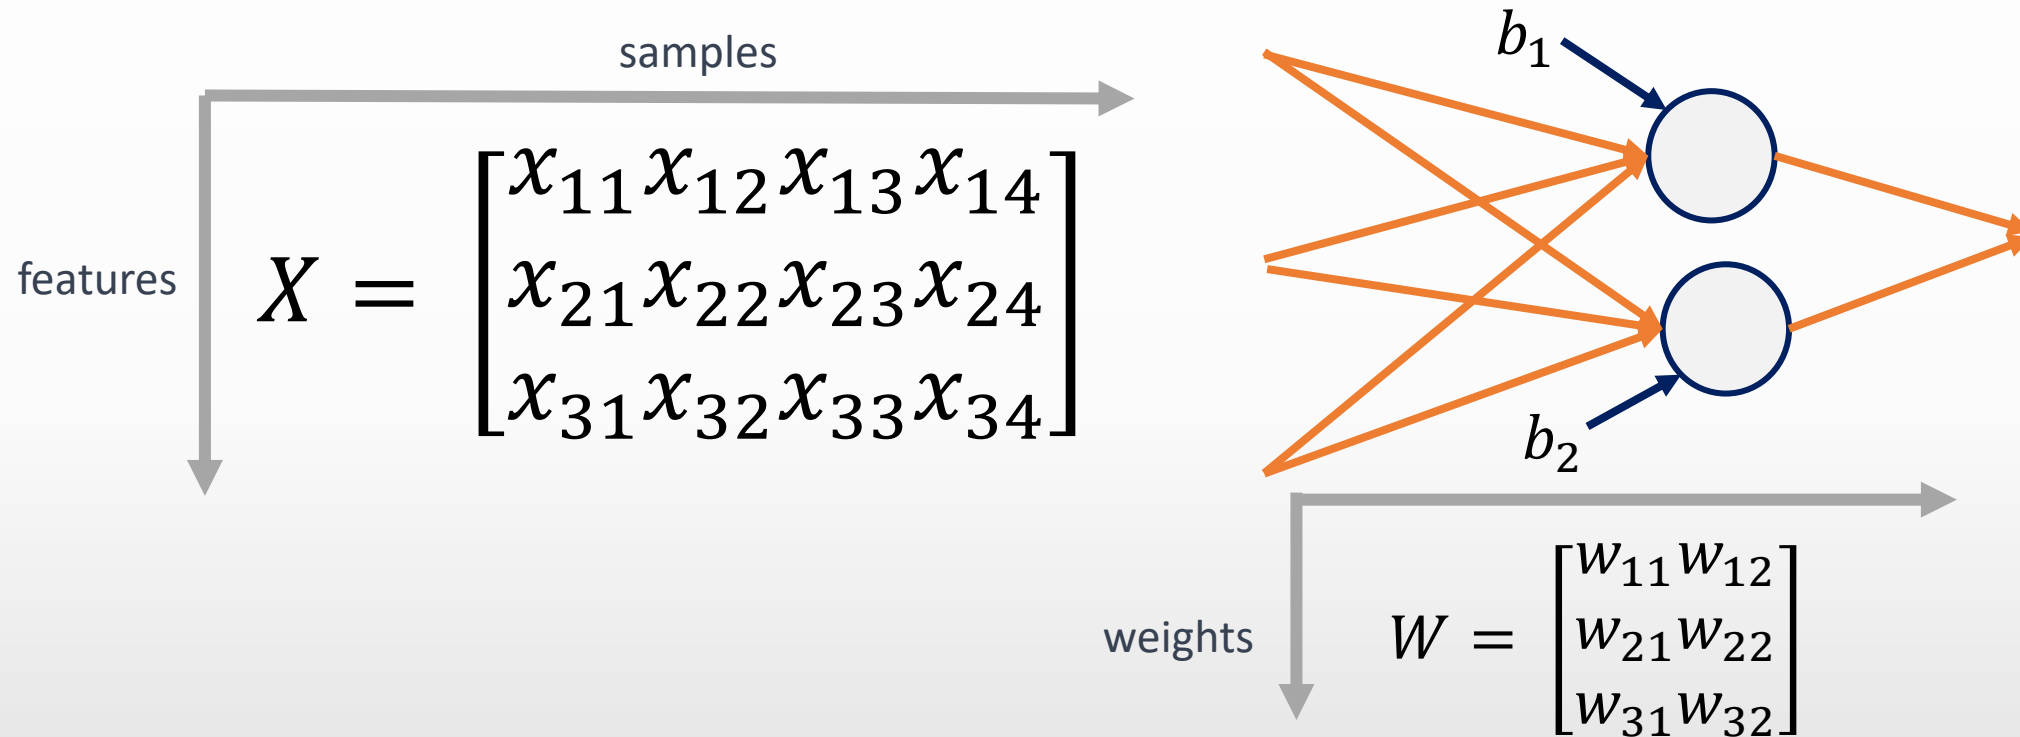 samples
features
X = [x₁₁ x₁₂ x₁₃ x₁₄
x₂₁ x₂₂ x₂₃ x₂₄
x₃₁ x₃₂ x₃₃ x₃₄]
b₁
b₂
weights
W = [w₁₁ w₁₂
w₂₁ w₂₂
w₃₁ w₃₂]